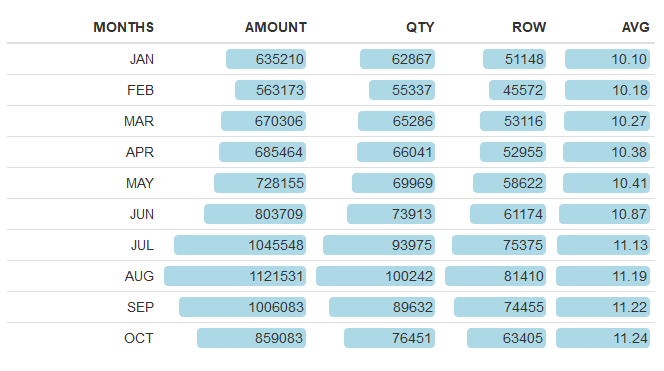 MONTHS AMOUNT QTY ROW AVG
JAN 635210 62867 51148 10.10
FEB 563173 55337 45572 10.18
MAR 670306 65286 53116 10.27
APR 685464 66041 52955 10.38
MAY 728155 69969 58622 10.41
JUN 803709 73913 61174 10.87
JUL 1045548 93975 75375 11.13
AUG 1121531 100242 81410 11.19
SEP 1006083 89632 74455 11.22
OCT 859083 76451 63405 11.24